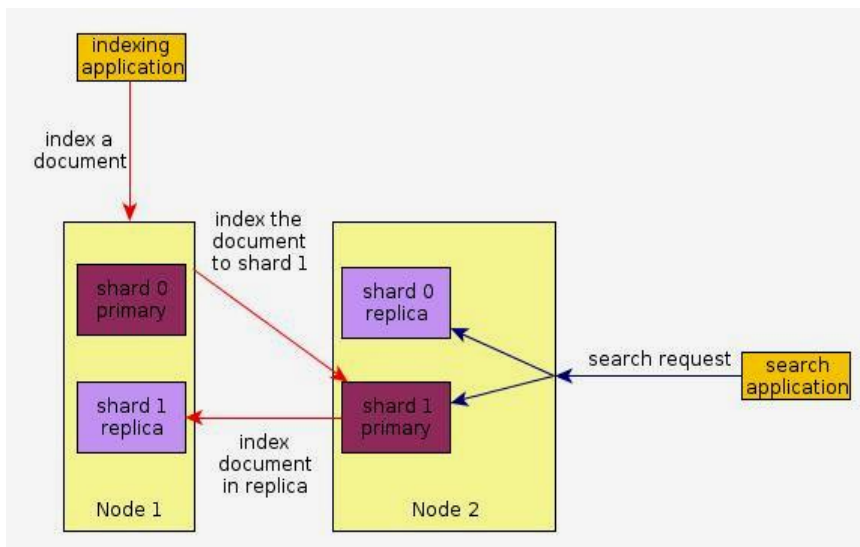 indexing
application
index a
document
index the
document
to shard 1
shard 0
primary
shard 0
replica
search request
search
application
shard 1
replica
shard 1
primary
index
document
in replica
Node 1
Node 2